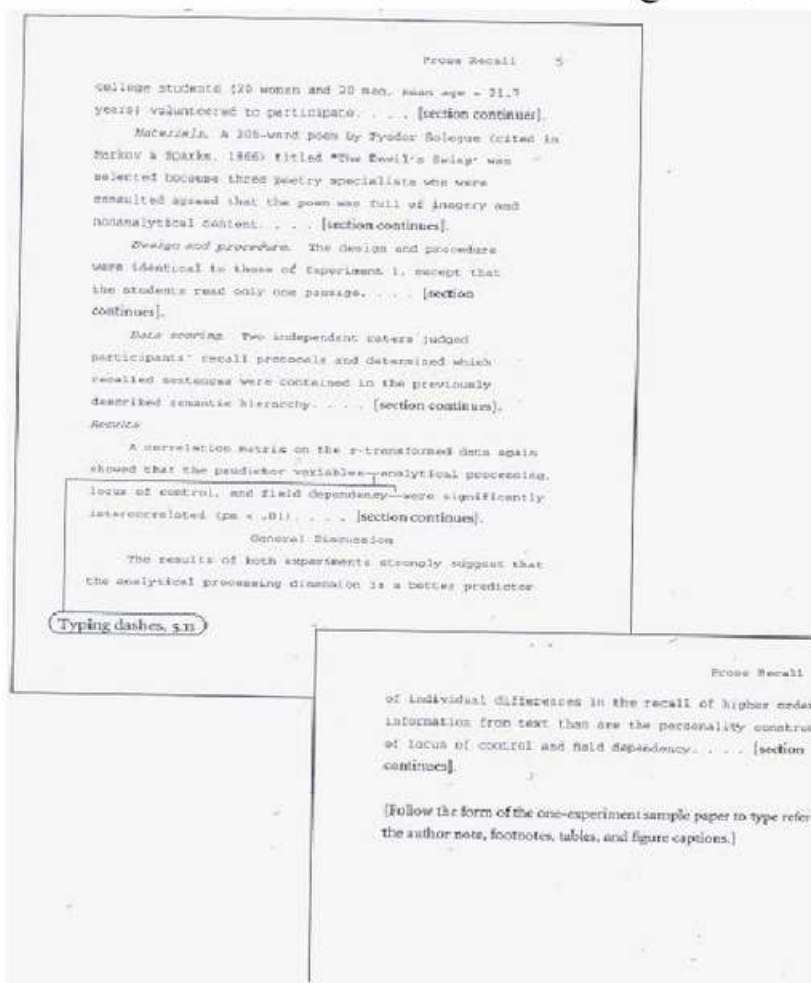 Prose Recall 5
college students (20 women and 20 men, mean age = 21.3
years) volunteered to participate. . . . [section continues].
Materials. A 205-word poem by Fyodor Sologue (cited in
Markov & Sparks, 1966) titled "The Devil's Swing" was
selected because three poetry specialists who were
consulted agreed that the poem was full of imagery and
nonanalytical content. . . . [section continues].
Design and procedure. The design and procedure
were identical to those of Experiment 1, except that
the students read only one passage. . . . [section
continues].
Data scoring. Two independent raters judged
participants' recall protocols and determined which
recalled sentences were contained in the previously
described semantic hierarchy. . . . [section continues].
Results
A correlation matrix on the r-transformed data again
showed that the predictor variables—analytical processing,
locus of control, and field dependency—were significantly
intercorrelated (ps < .01). . . . [section continues].
General Discussion
The results of both experiments strongly suggest that
the analytical processing dimension is a better predictor
Typing dashes, 5.11
Prose Recall
of individual differences in the recall of higher order
information from text than are the personality construc
of locus of control and field dependency. . . . [section
continues].
[Follow the form of the one-experiment sample paper to type refer
the author note, footnotes, tables, and figure captions.]